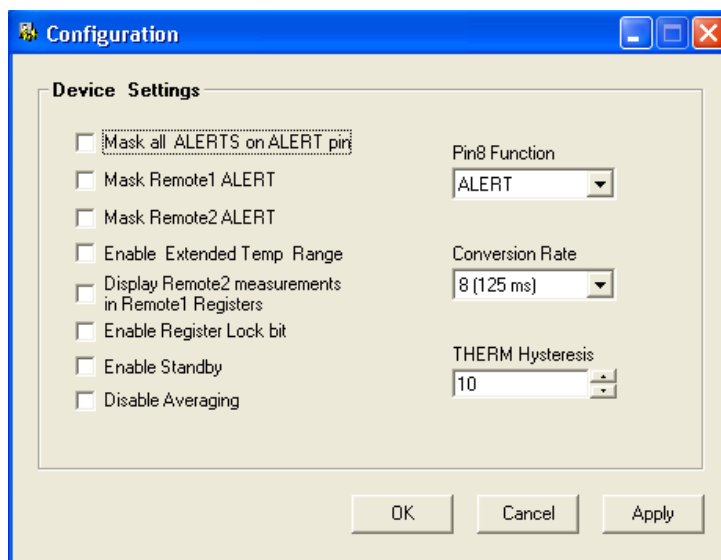 Configuration
Device Settings
Mask all ALERTS on ALERT pin
Mask Remote1 ALERT
Mask Remote2 ALERT
Enable Extended Temp Range
Display Remote2 measurements
in Remote1 Registers
Enable Register Lock bit
Enable Standby
Disable Averaging
Pin8 Function
ALERT
Conversion Rate
8 (125 ms)
THERM Hysteresis
10
OK
Cancel
Apply